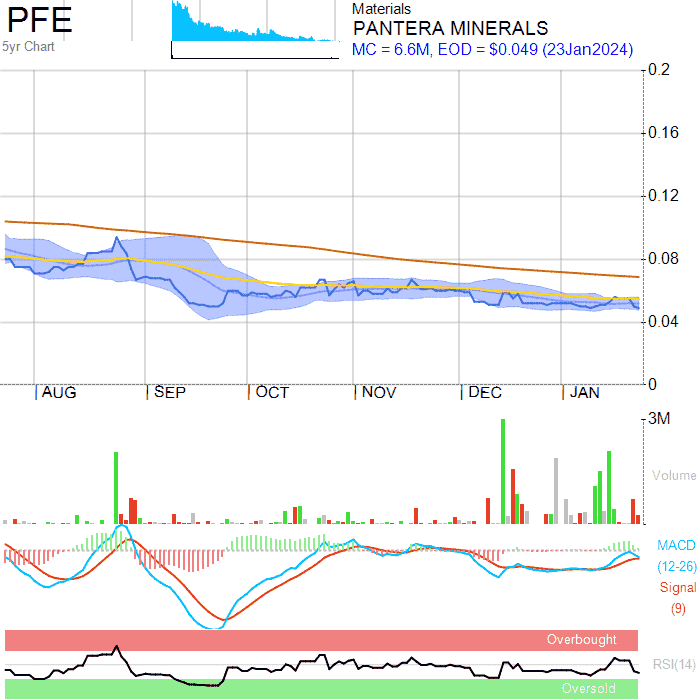 PFE
5yr Chart
Materials
PANTERA MINERALS
MC = 6.6M, EOD = $0.049 (23Jan2024)
0.2
0.16
0.12
0.08
0.04
0
AUG SEP OCT NOV DEC JAN
3M
Volume
MACD
(12-26)
Signal
(9)
Overbought
RSI(14)
Oversold